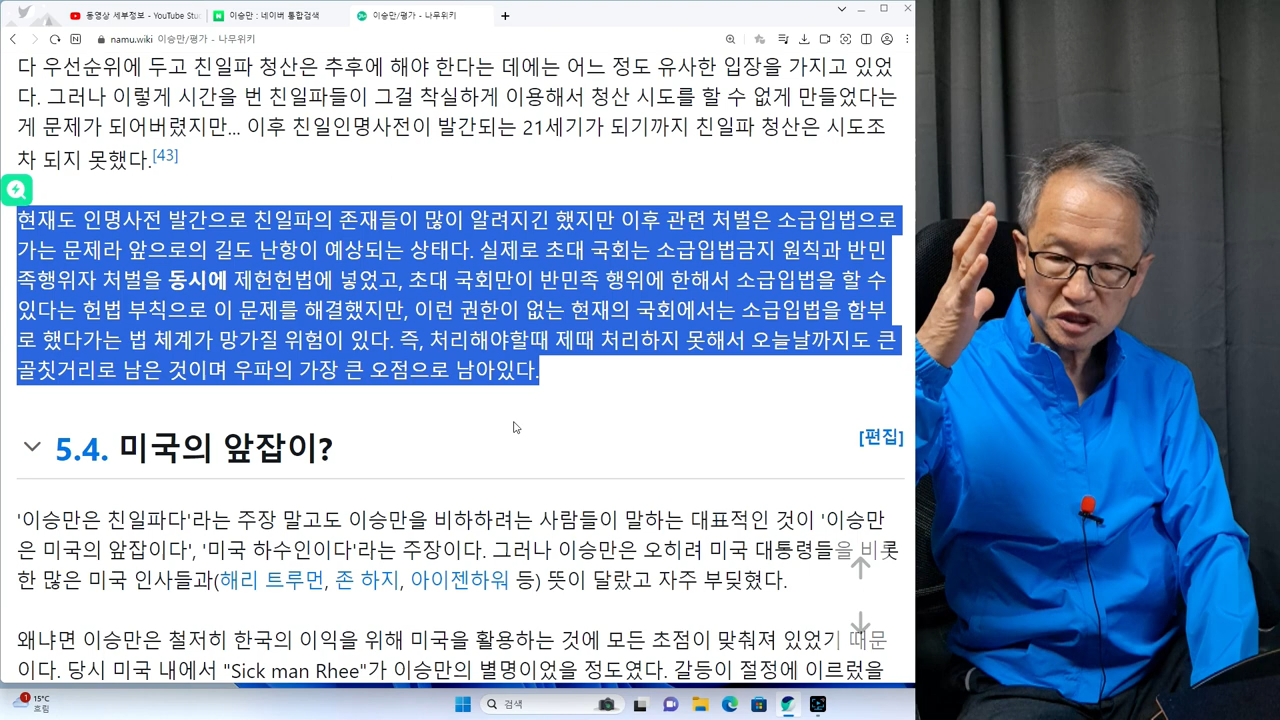 동영상 세부정보 - YouTube Stu
이승만 : 네이버 통합검색
이승만/평가 - 나무위키
namu.wiki 이승만/평가 - 나무위키
다 우선순위에 두고 친일파 청산은 추후에 해야 한다는 데에는 어느 정도 유사한 입장을 가지고 있었
다. 그러나 이렇게 시간을 번 친일파들이 그걸 착실하게 이용해서 청산 시도를 할 수 없게 만들었다는
게 문제가 되어버렸지만... 이후 친일인명사전이 발간되는 21세기가 되기까지 친일파 청산은 시도조
차 되지 못했다.[43]
현재도 인명사전 발간으로 친일파의 존재들이 많이 알려지긴 했지만 이후 관련 처벌은 소급입법으로
가는 문제라 앞으로의 길도 난항이 예상되는 상태다. 실제로 초대 국회는 소급입법금지 원칙과 반민
족행위자 처벌을 동시에 제헌헌법에 넣었고, 초대 국회만이 반민족 행위에 한해서 소급입법을 할 수
있다는 헌법 부칙으로 이 문제를 해결했지만, 이런 권한이 없는 현재의 국회에서는 소급입법을 함부
로 했다가는 법 체계가 망가질 위험이 있다. 즉, 처리해야할때 제때 처리하지 못해서 오늘날까지도 큰
골칫거리로 남은 것이며 우파의 가장 큰 오점으로 남아있다.
5.4. 미국의 앞잡이?
[편집]
'이승만은 친일파다'라는 주장 말고도 이승만을 비하하려는 사람들이 말하는 대표적인 것이 '이승만
은 미국의 앞잡이다', '미국 하수인이다'라는 주장이다. 그러나 이승만은 오히려 미국 대통령들을 비롯
한 많은 미국 인사들과(해리 트루먼, 존 하지, 아이젠하워 등) 뜻이 달랐고 자주 부딪혔다.
왜냐면 이승만은 철저히 한국의 이익을 위해 미국을 활용하는 것에 모든 초점이 맞춰져 있었기 때문
이다. 당시 미국 내에서 "Sick man Rhee"가 이승만의 별명이었을 정도였다. 갈등이 절정에 이르렀을
1
15°C
흐림
검색